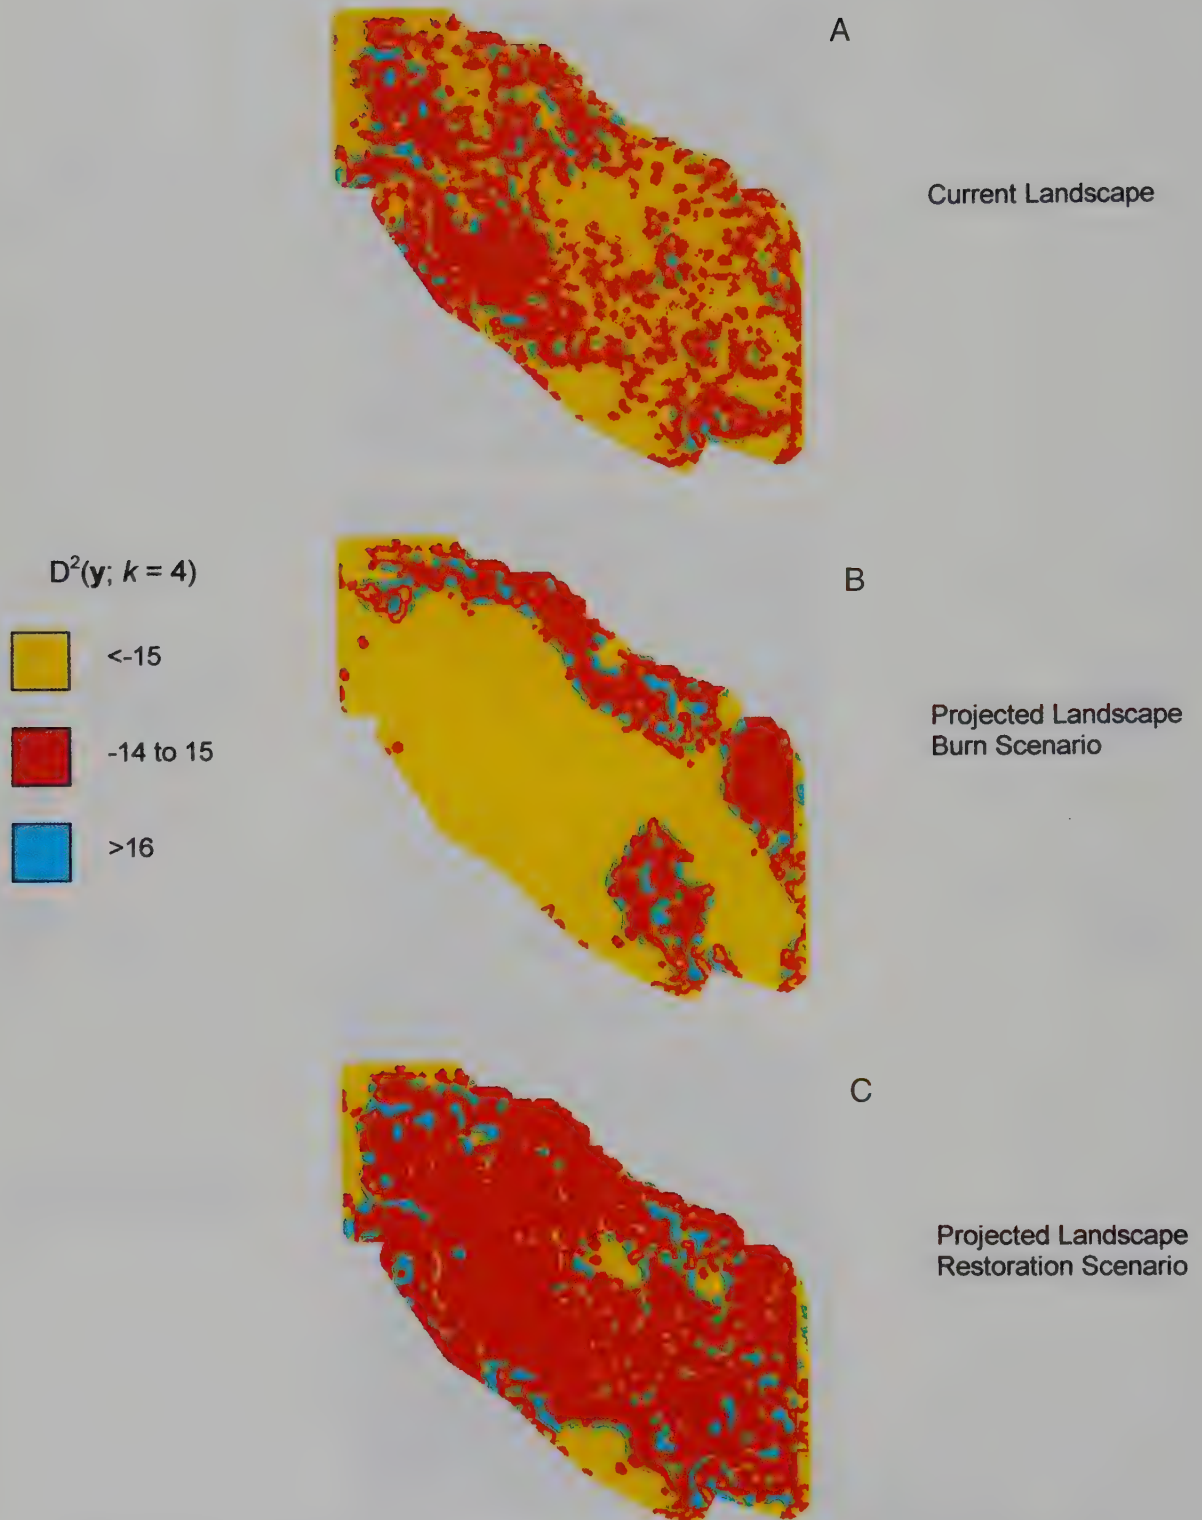 A
Current Landscape
D²(y; k = 4)
<-15
-14 to 15
>16
B
Projected Landscape
Burn Scenario
C
Projected Landscape
Restoration Scenario